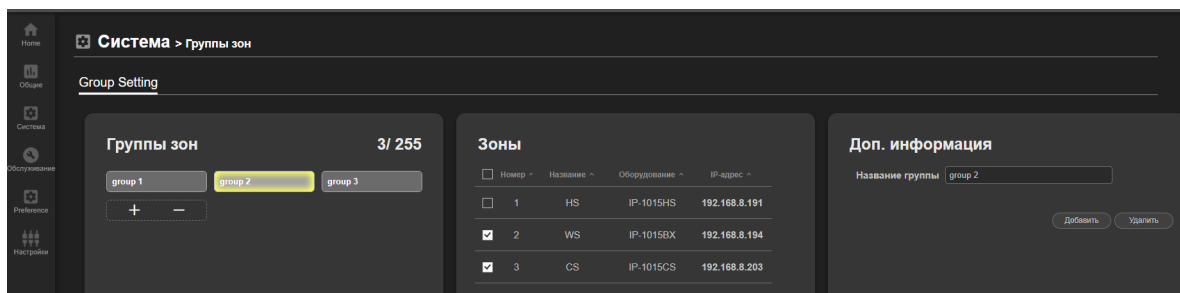 Home
Общие
Система
Обслуживание
Preference
Настройки
Система > Группы зон
Group Setting
Группы зон 3/ 255
group 1 group 2 group 3
+ −
Зоны
Номер Название Оборудование IP-адрес
1 HS IP-1015HS 192.168.8.191
2 WS IP-1015BX 192.168.8.194
3 CS IP-1015CS 192.168.8.203
Доп. информация
Название группы group 2
Добавить Удалить